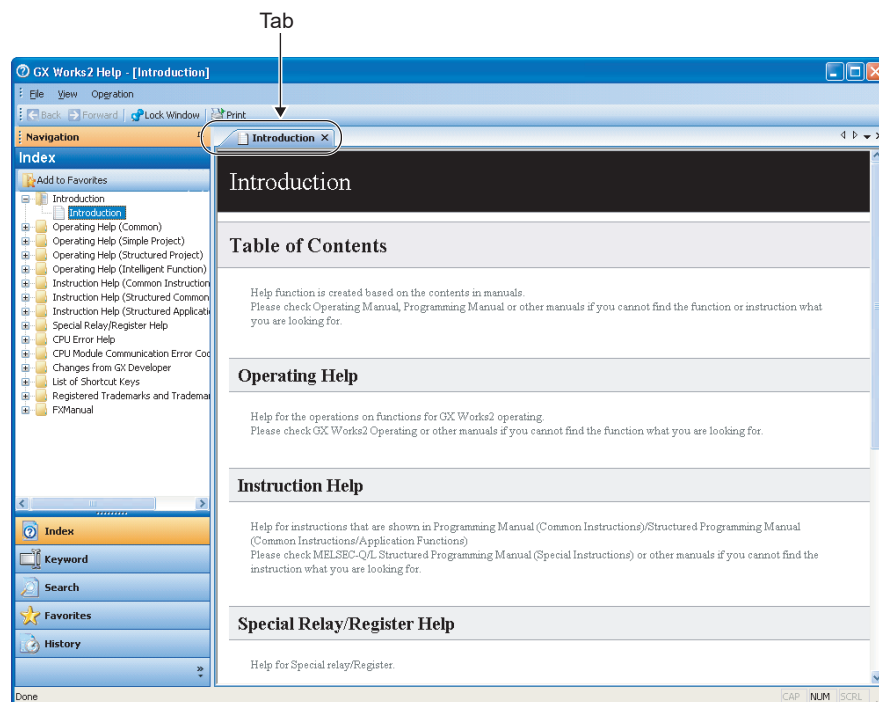 Tab
GX Works2 Help - [Introduction]
File View Operation
Back Forward Lock Window Print
Navigation
Introduction
Index
Add to Favorites
Introduction
Introduction
Operating Help (Common)
Operating Help (Simple Project)
Operating Help (Structured Project)
Operating Help (Intelligent Function)
Instruction Help (Common Instruction
Instruction Help (Structured Common
Instruction Help (Structured Applicati
Special Relay/Register Help
CPU Error Help
CPU Module Communication Error Cod
Changes from GX Developer
List of Shortcut Keys
Registered Trademarks and Tradema
FXManual
Index
Keyword
Search
Favorites
History
Introduction
Table of Contents
Help function is created based on the contents in manuals.
Please check Operating Manual, Programming Manual or other manuals if you cannot find the function or instruction what
you are looking for.
Operating Help
Help for the operations on functions for GX Works2 operating.
Please check GX Works2 Operating or other manuals if you cannot find the function what you are looking for.
Instruction Help
Help for instructions that are shown in Programming Manual (Common Instructions)/Structured Programming Manual
(Common Instructions/Application Functions)
Please check MELSEC-Q/L Structured Programming Manual (Special Instructions) or other manuals if you cannot find the
instruction what you are looking for.
Special Relay/Register Help
Help for Special relay/Register.
Done
CAP NUM SCRL